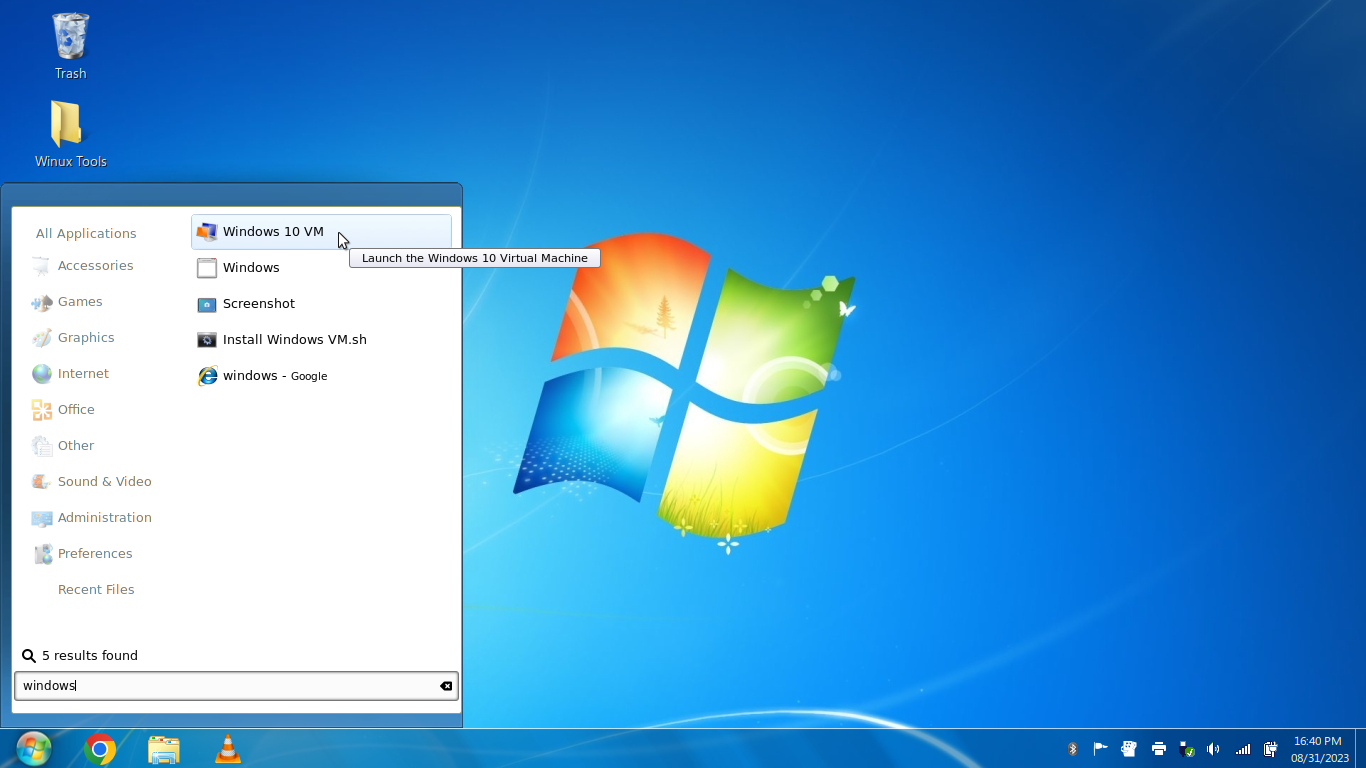 Trash
Winux Tools
All Applications
Accessories
Games
Graphics
Internet
Office
Other
Sound & Video
Administration
Preferences
Recent Files
Windows 10 VM
Launch the Windows 10 Virtual Machine
Windows
Screenshot
Install Windows VM.sh
windows - Google
5 results found
windows
16:40 PM
08/31/2023